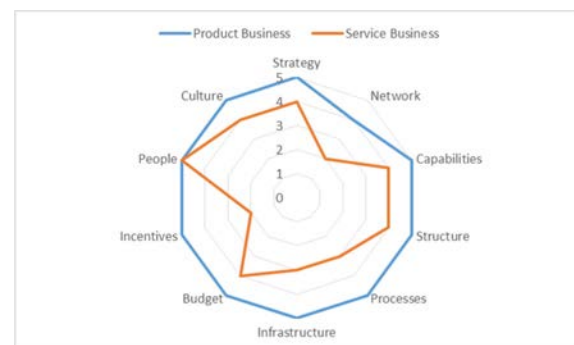 Product Business Service Business
Strategy
5
Culture 4 Network
3
People 2 Capabilities
1
0
Incentives Structure
Budget Processes
Infrastructure